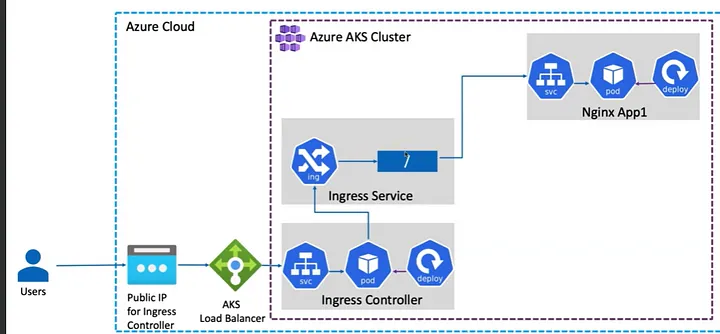 Azure Cloud
Azure AKS Cluster
svc
pod
deploy
Nginx App1
/
ing
Ingress Service
svc
pod
deploy
Ingress Controller
Users
Public IP
for Ingress
Controller
AKS
Load Balancer